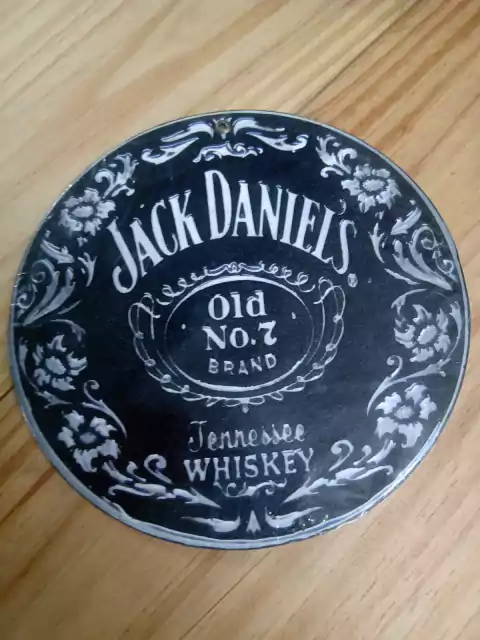 JACK DANIEL'S®
Old
No.7
BRAND
Tennessee
WHISKEY